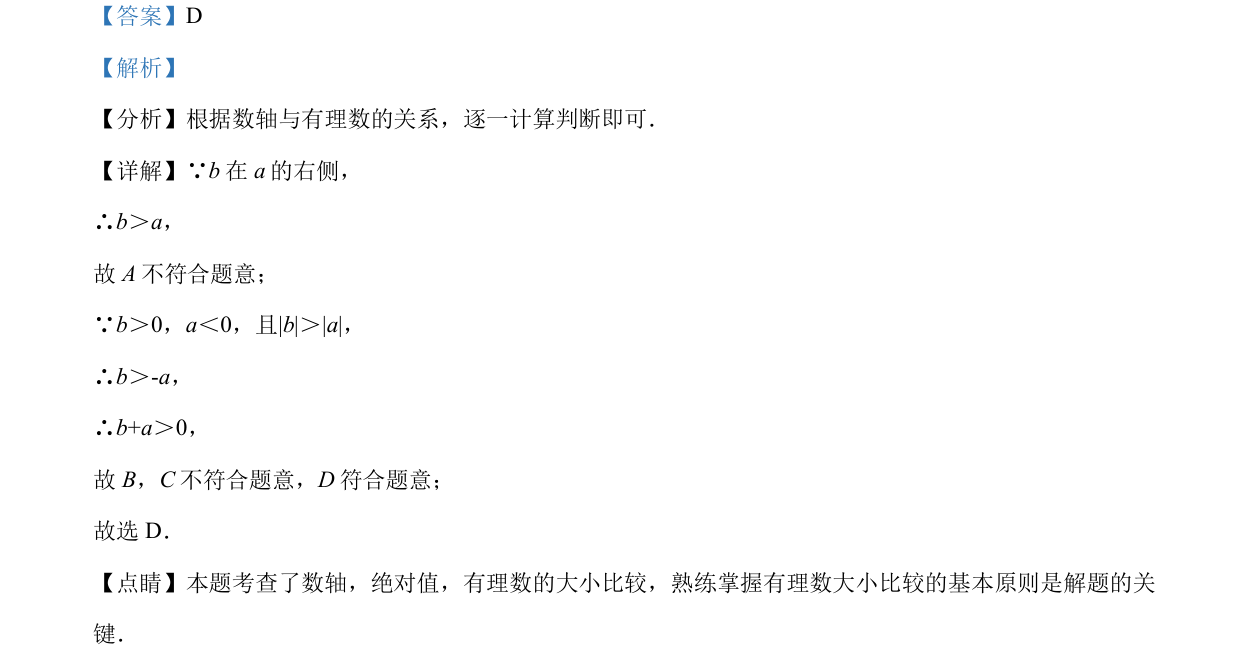 【答案】D
【解析】
【分析】根据数轴与有理数的关系，逐一计算判断即可．
【详解】∵b 在 a 的右侧，
∴b＞a，
故 A 不符合题意；
∵b＞0，a＜0，且|b|＞|a|，
∴b＞-a，
∴b+a＞0，
故 B，C 不符合题意，D 符合题意；
故选 D．
【点睛】本题考查了数轴，绝对值，有理数的大小比较，熟练掌握有理数大小比较的基本原则是解题的关
键．